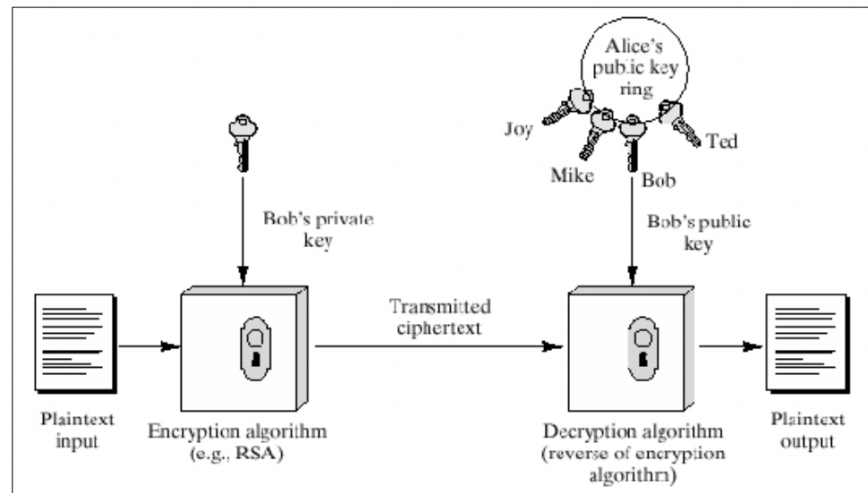 Alice's
public key
ring
Joy
Mike
Bob
Ted
Bob's private
key
Bob's public
key
Transmitted
ciphertext
Plaintext
input
Encryption algorithm
(e.g., RSA)
Decryption algorithm
(reverse of encryption
algorithm)
Plaintext
output